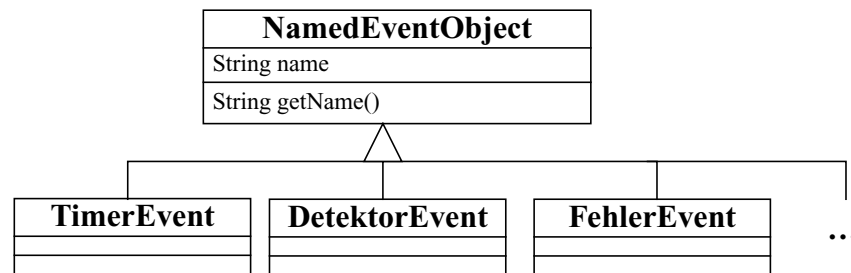 NamedEventObject
String name
String getName()
TimerEvent
DetektorEvent
FehlerEvent
..